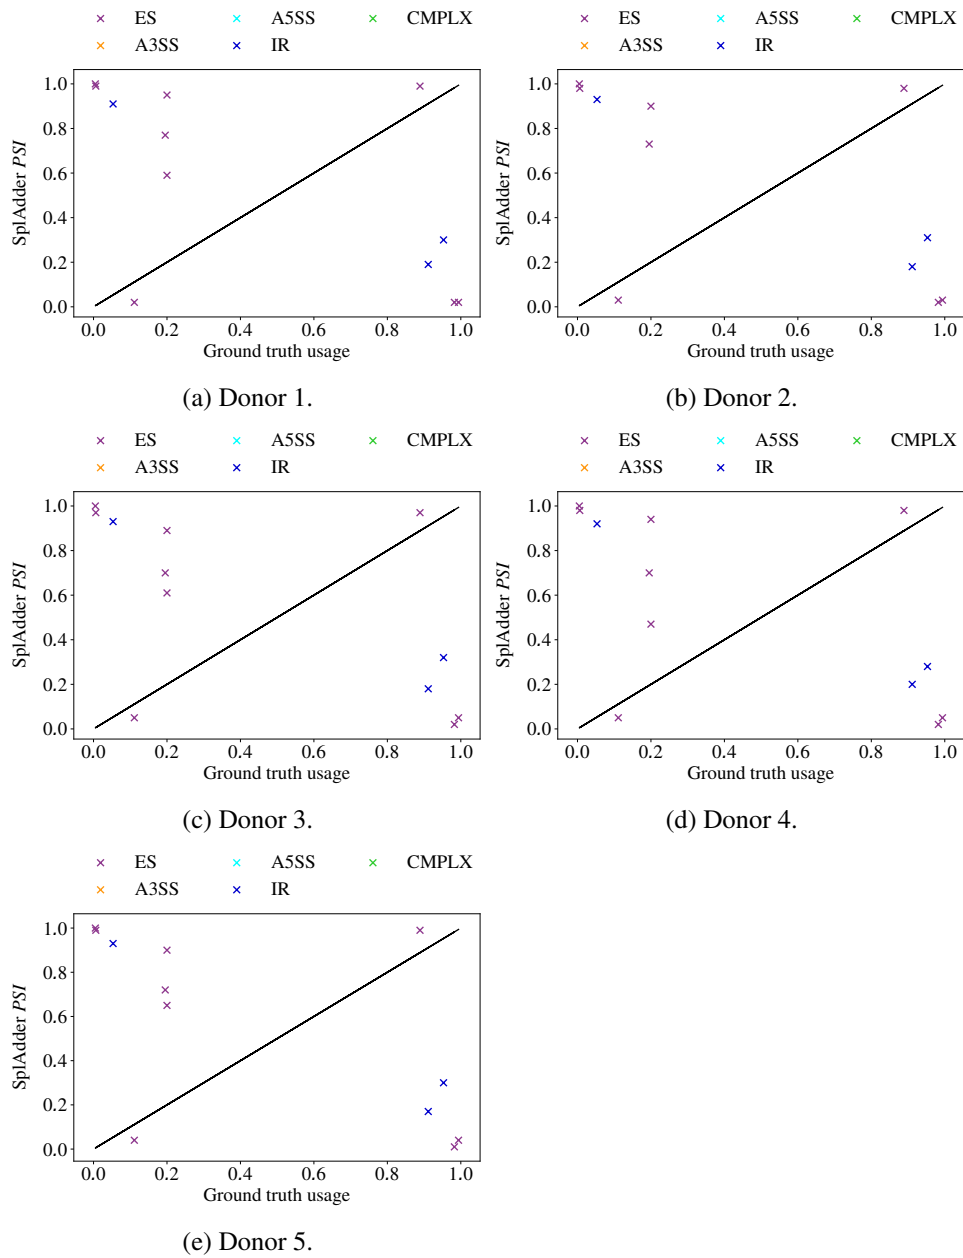 ES A5SS CMPLX ES A5SS CMPLX
A3SS IR A3SS IR
1.0
0.8
0.6
0.4
0.2
0.0
SplAdder PSI
0.0 0.2 0.4 0.6 0.8 1.0
Ground truth usage
1.0
0.8
0.6
0.4
0.2
0.0
SplAdder PSI
0.0 0.2 0.4 0.6 0.8 1.0
Ground truth usage
(a) Donor 1. (b) Donor 2.
ES A5SS CMPLX ES A5SS CMPLX
A3SS IR A3SS IR
1.0
0.8
0.6
0.4
0.2
0.0
SplAdder PSI
0.0 0.2 0.4 0.6 0.8 1.0
Ground truth usage
1.0
0.8
0.6
0.4
0.2
0.0
SplAdder PSI
0.0 0.2 0.4 0.6 0.8 1.0
Ground truth usage
(c) Donor 3. (d) Donor 4.
ES A5SS CMPLX
A3SS IR
1.0
0.8
0.6
0.4
0.2
0.0
SplAdder PSI
0.0 0.2 0.4 0.6 0.8 1.0
Ground truth usage
(e) Donor 5.